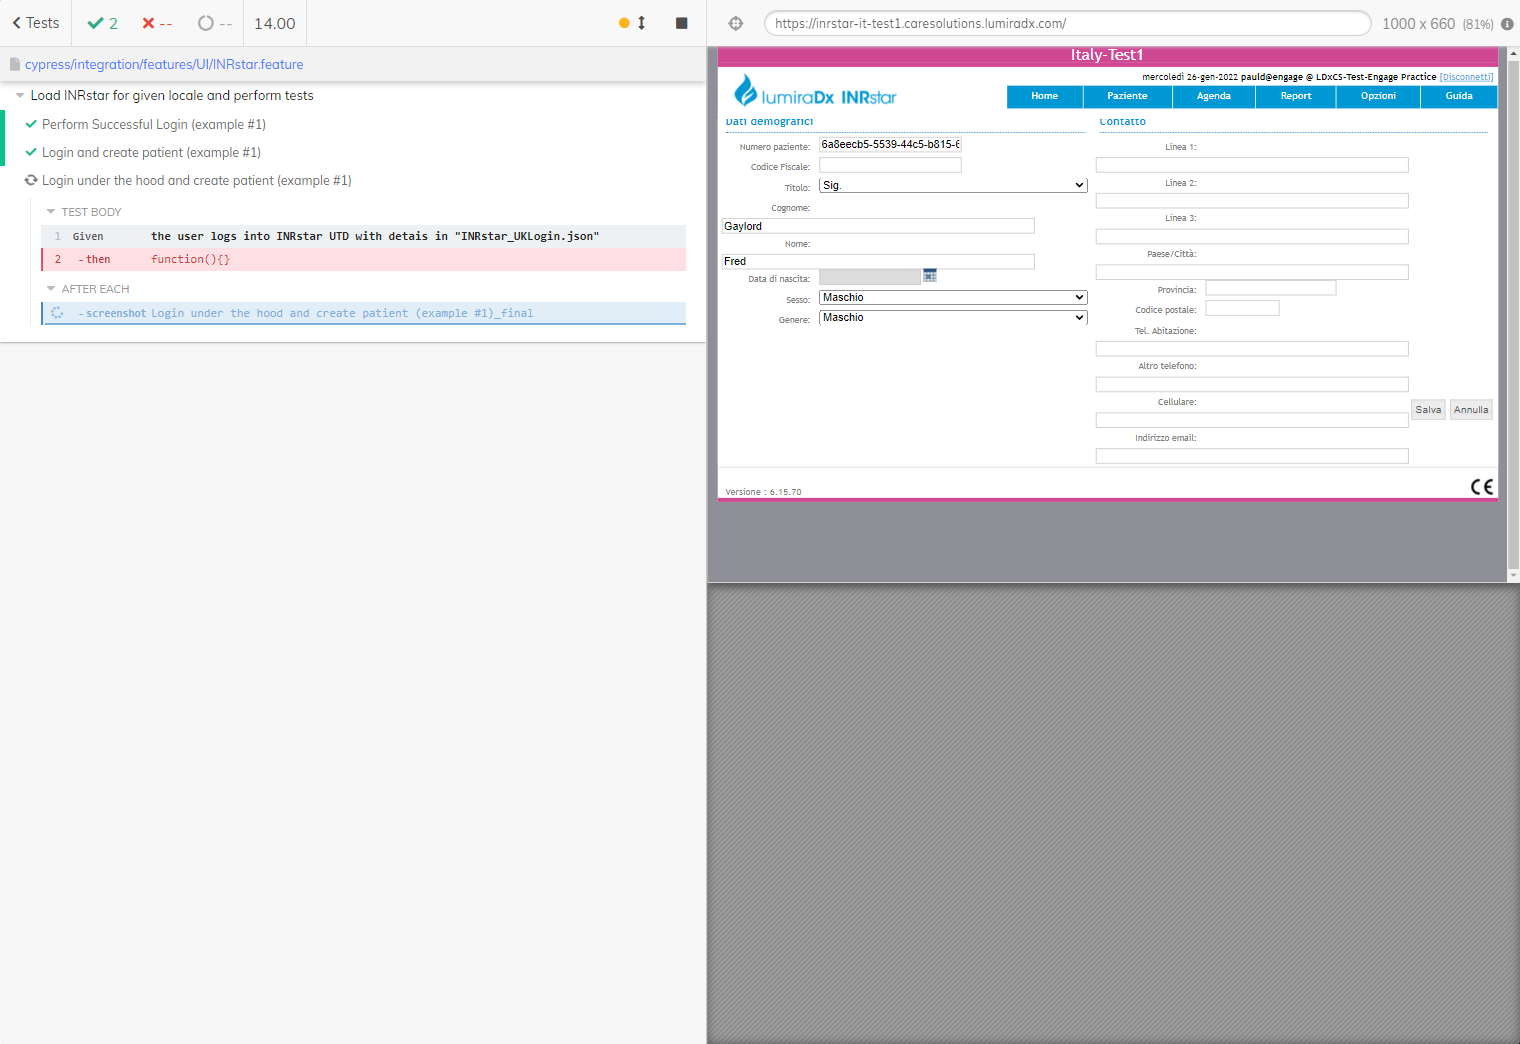 Tests
2
--
--
14.00
cypress/integration/features/UI/INRstar.feature
Load INRstar for given locale and perform tests
Perform Successful Login (example #1)
Login and create patient (example #1)
Login under the hood and create patient (example #1)
TEST BODY
1 Given the user logs into INRstar UTD with detais in "INRstar_UKLogin.json"
2 -then function(){}
AFTER EACH
-screenshot Login under the hood and create patient (example #1)_final
https://inrstar-it-test1.caresolutions.lumiradx.com/
1000 x 660 (81%)
Italy-Test1
mercoledì 26-gen-2022 pauld@engage @ LDxCS-Test-Engage Practice [Disconnetti]
lumiraDx INRstar
Home Paziente Agenda Report Opzioni Guida
Dati demografici
Numero paziente: 6a8eecb5-5539-44c5-b815-6
Codice Fiscale:
Titolo: Sig.
Cognome:
Gaylord
Nome:
Fred
Data di nascita:
Sesso: Maschio
Genere: Maschio
Contatto
Linea 1:
Linea 2:
Linea 3:
Paese/Città:
Provincia:
Codice postale:
Tel. Abitazione:
Altro telefono:
Cellulare:
Salva Annulla
Indirizzo email:
Versione : 6.15.70
CE